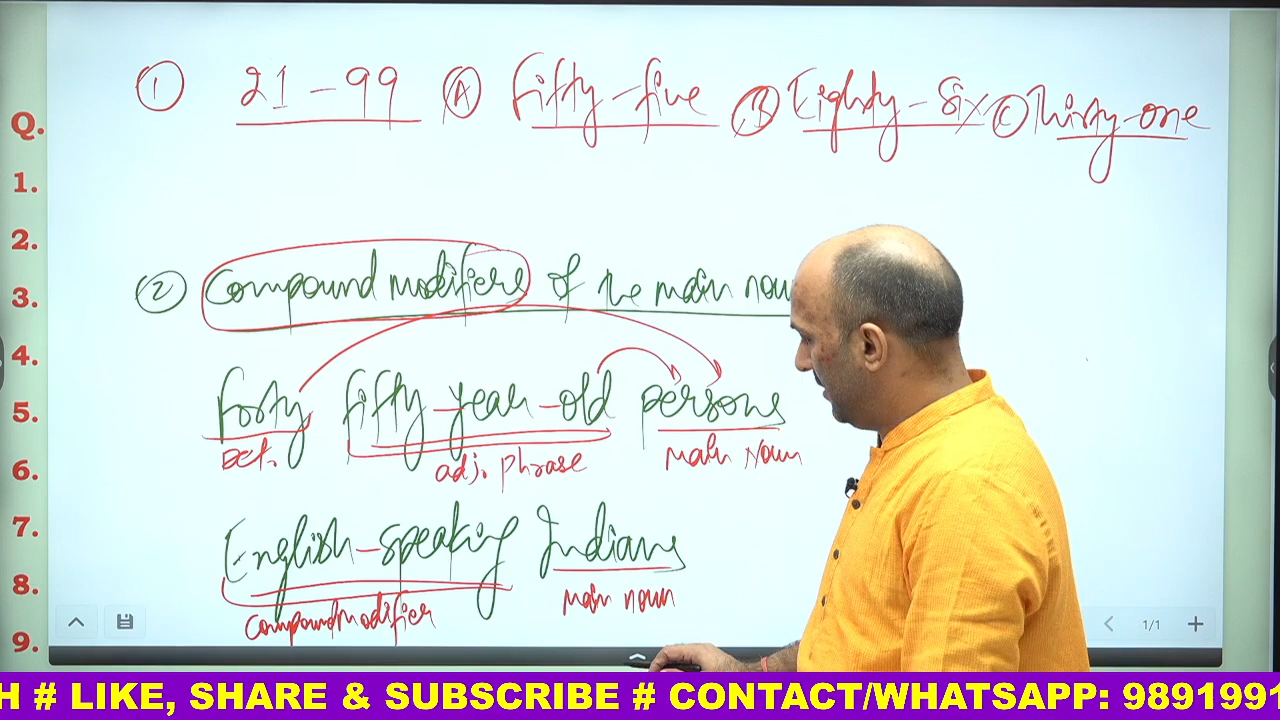 ① 21-99 Ⓐ Fifty-five Ⓑ Eighty-Six Ⓒ Thirty-one
Q.
1.
2.
② Compound modifiers of the main noun
3.
4.
Forty fifty-year-old persons
5.
Det. adj. phrase Main Noun
6.
English-speaking Indians
7.
8.
Compound Modifier main noun
1/1
9.
H # LIKE, SHARE & SUBSCRIBE # CONTACT/WHATSAPP: 9891991